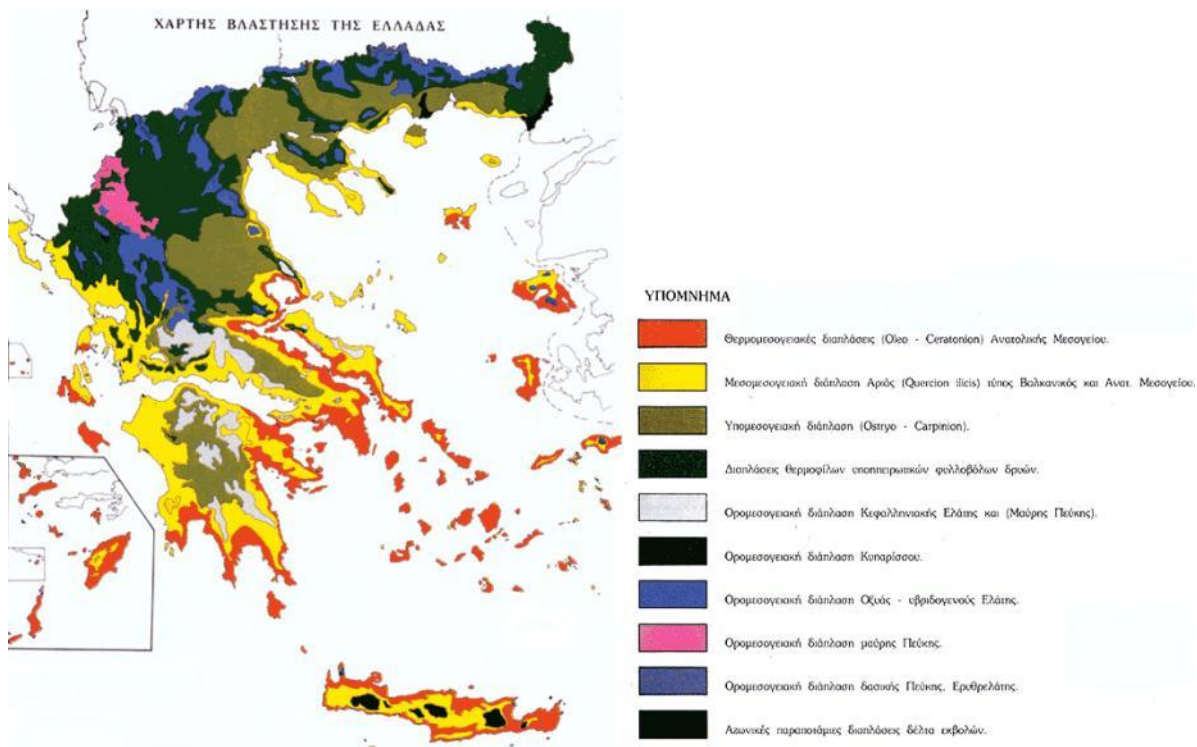 ΧΑΡΤΗΣ ΒΛΑΣΤΗΣΗΣ ΤΗΣ ΕΛΛΑΔΑΣ
ΥΠΟΜΝΗΜΑ
Θερμομεσογειακές διαπλάσεις (Oleo - Ceratonion) Ανατολικής Μεσογείου.
Μεσομεσογειακή διάπλαση Αριάς (Quercion ilicis) τύπος Βαλκανικός και Ανατ. Μεσογείου.
Υπομεσογειακή διάπλαση (Ostryo - Carpinion).
Διαπλάσεις θερμοφίλων υποηπειρωτικών φυλλοβόλων δρυών.
Ορομεσογειακή διάπλαση Κεφαλληνιακής Ελάτης και (Μαύρης Πεύκης).
Ορομεσογειακή διάπλαση Κυπαρίσσου.
Ορομεσογειακή διάπλαση Οξυάς - υβριδογενούς Ελάτης.
Ορομεσογειακή διάπλαση μαύρης Πεύκης.
Ορομεσογειακή διάπλαση δασικής Πεύκης, Ερυθρελάτης.
Αζωνικές παραποτάμιες διαπλάσεις δέλτα εκβολών.